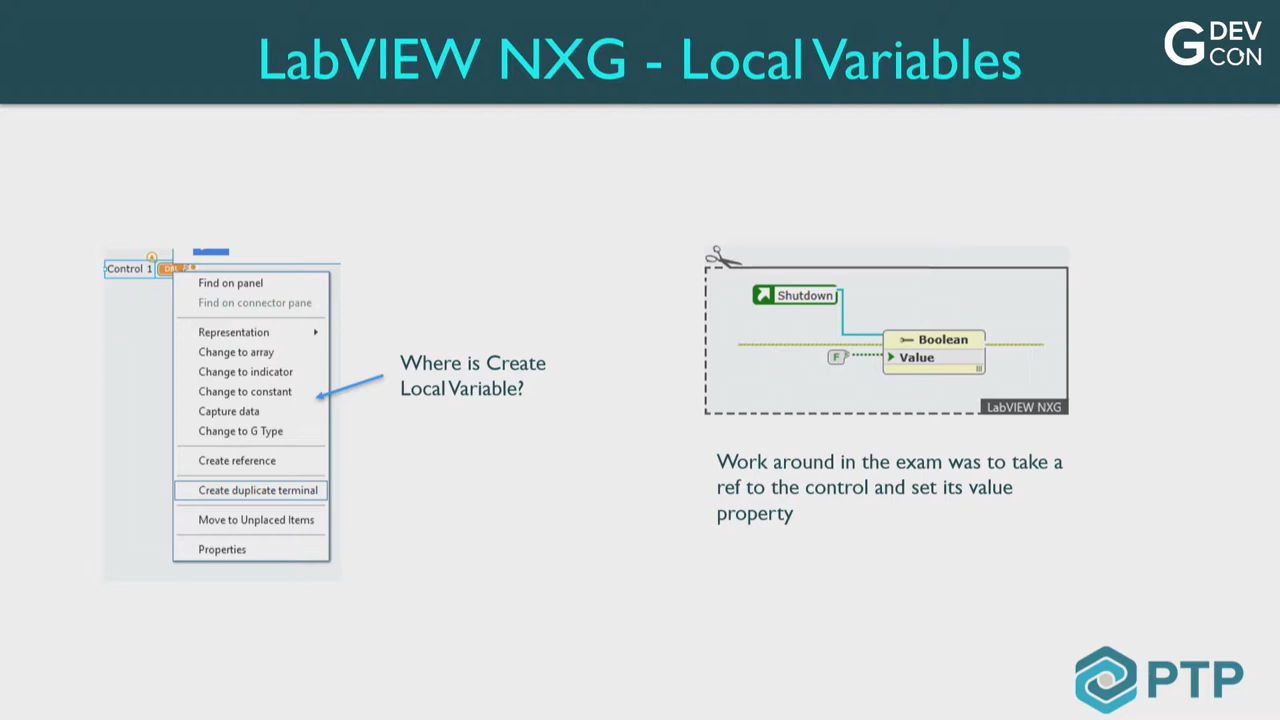 LabVIEW NXG - Local Variables
G DEV CON
Control 1
DBL
Find on panel
Find on connector pane
Representation
Change to array
Change to indicator
Change to constant
Capture data
Change to G Type
Create reference
Create duplicate terminal
Move to Unplaced Items
Properties
Where is Create
Local Variable?
Shutdown
Boolean
F
Value
LabVIEW NXG
Work around in the exam was to take a
ref to the control and set its value
property
PTP